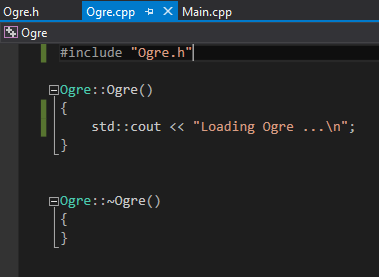 Ogre.h Ogre.cpp Main.cpp
Ogre
#include "Ogre.h"
Ogre::Ogre()
{
std::cout << "Loading Ogre ...\n";
}
Ogre::~Ogre()
{
}